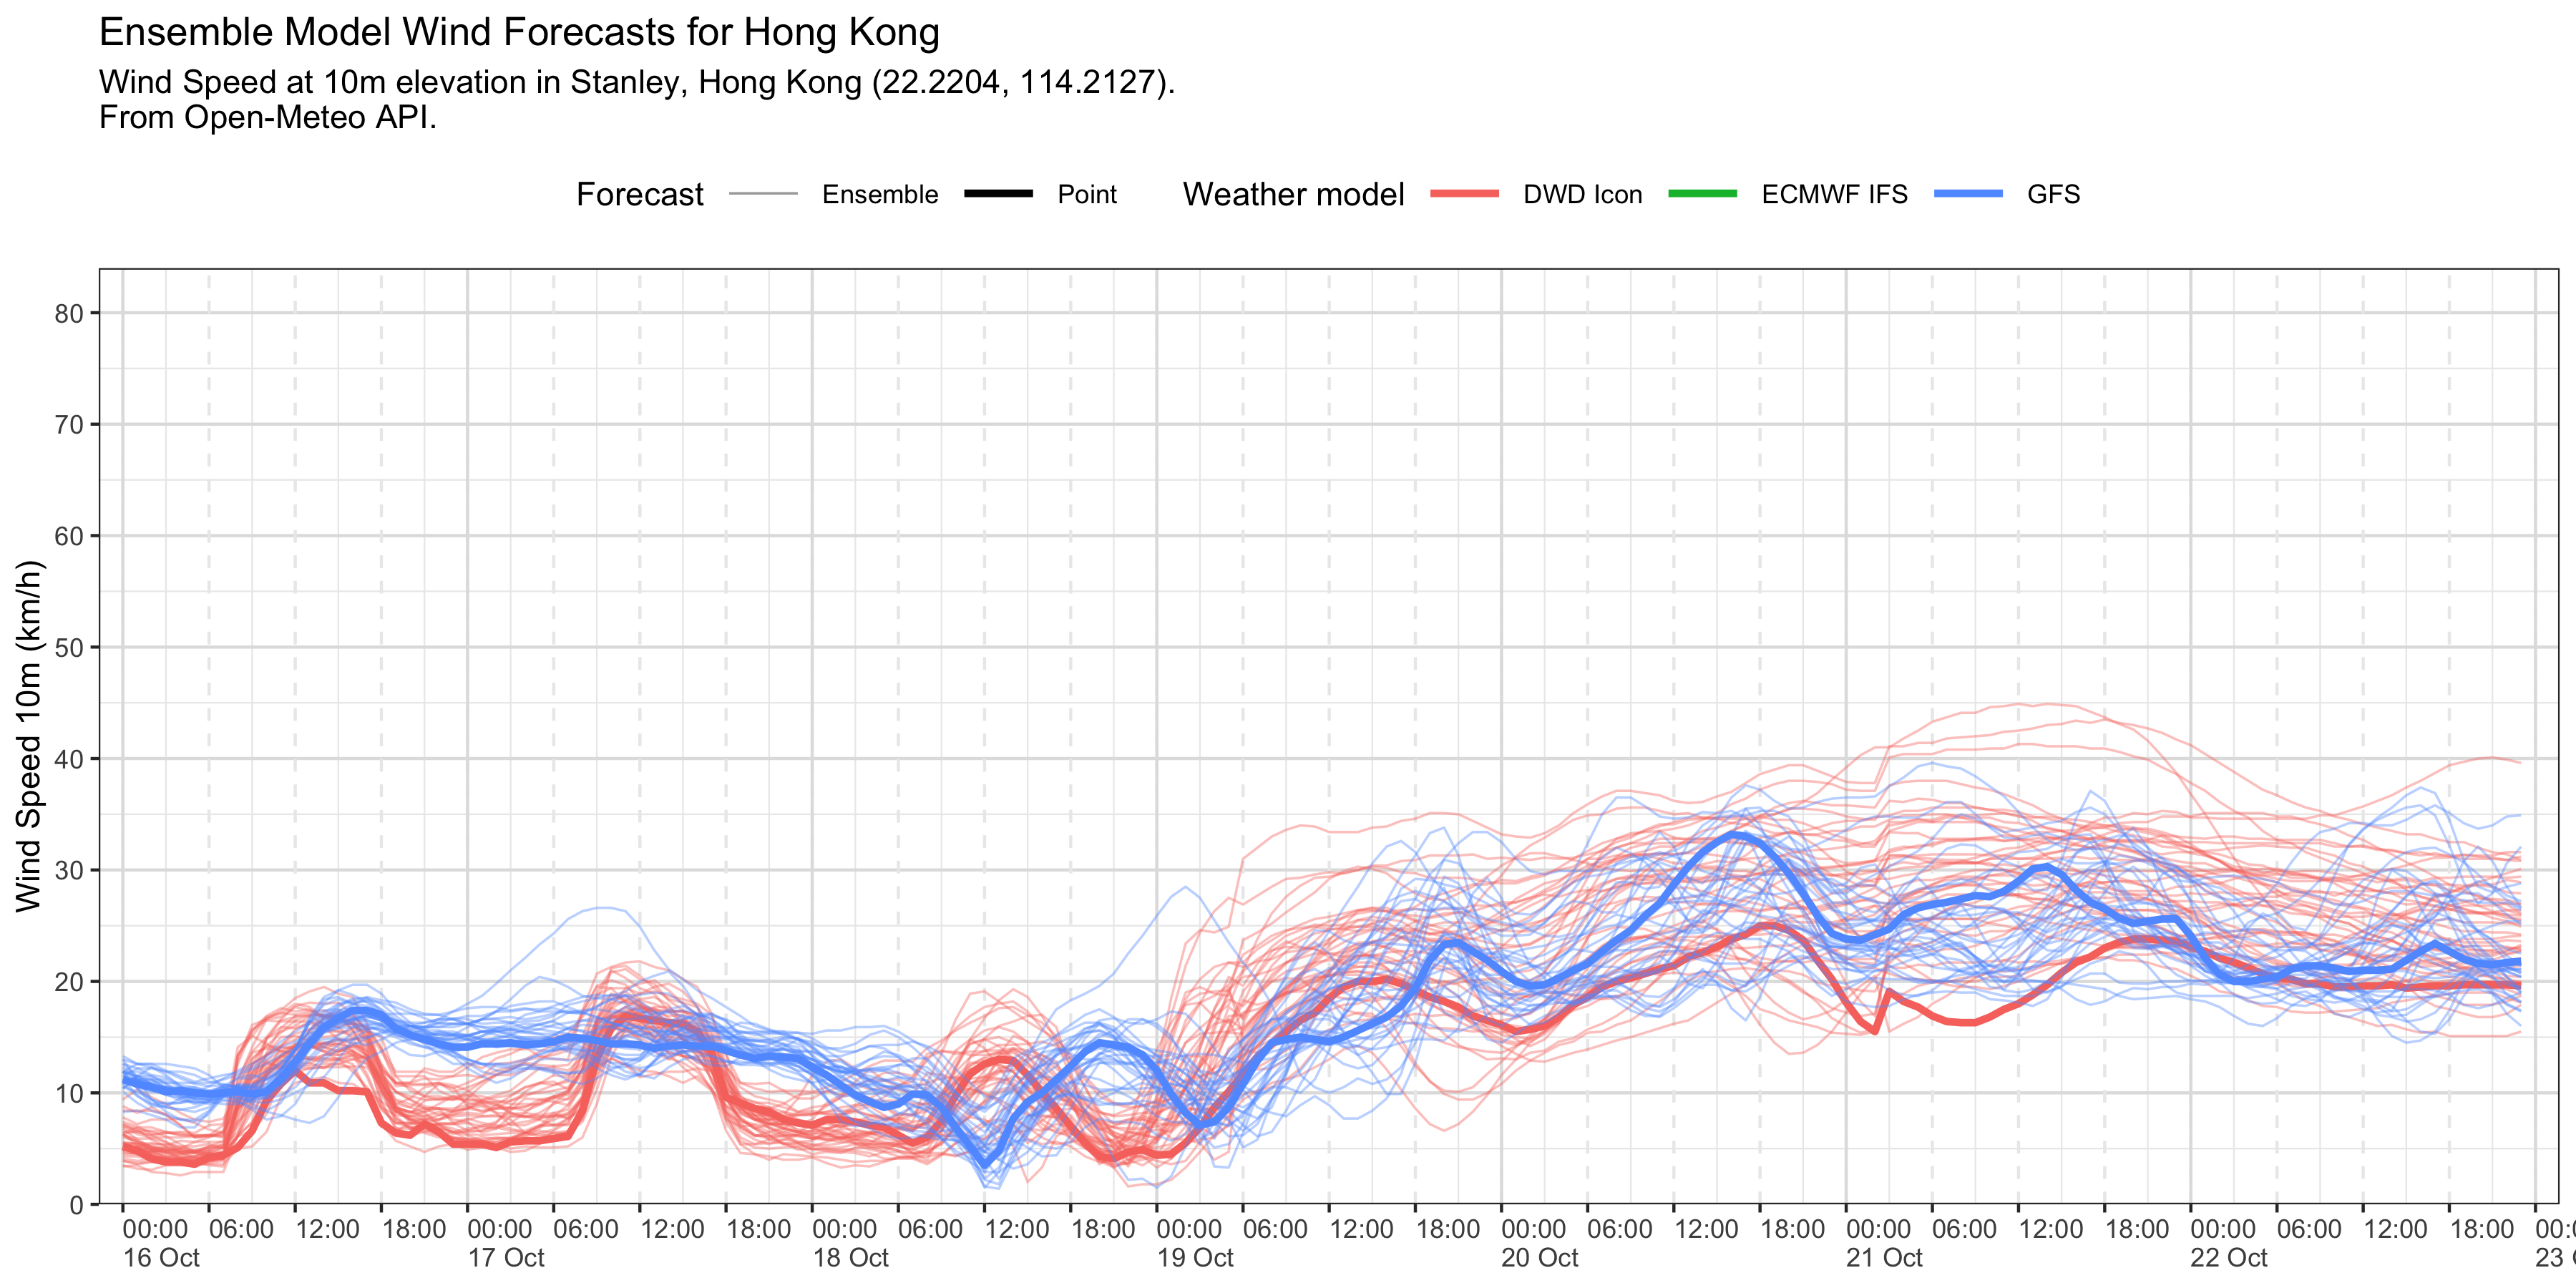 Ensemble Model Wind Forecasts for Hong Kong
Wind Speed at 10m elevation in Stanley, Hong Kong (22.2204, 114.2127).
From Open-Meteo API.
Forecast Ensemble Point Weather model DWD Icon ECMWF IFS GFS
Wind Speed 10m (km/h)
80
70
60
50
40
30
20
10
0
00:00 06:00 12:00 18:00 00:00 06:00 12:00 18:00 00:00 06:00 12:00 18:00 00:00 06:00 12:00 18:00 00:00 06:00 12:00 18:00 00:00 06:00 12:00 18:00 00:00 06:00 12:00 18:00 00:
16 Oct 17 Oct 18 Oct 19 Oct 20 Oct 21 Oct 22 Oct 23